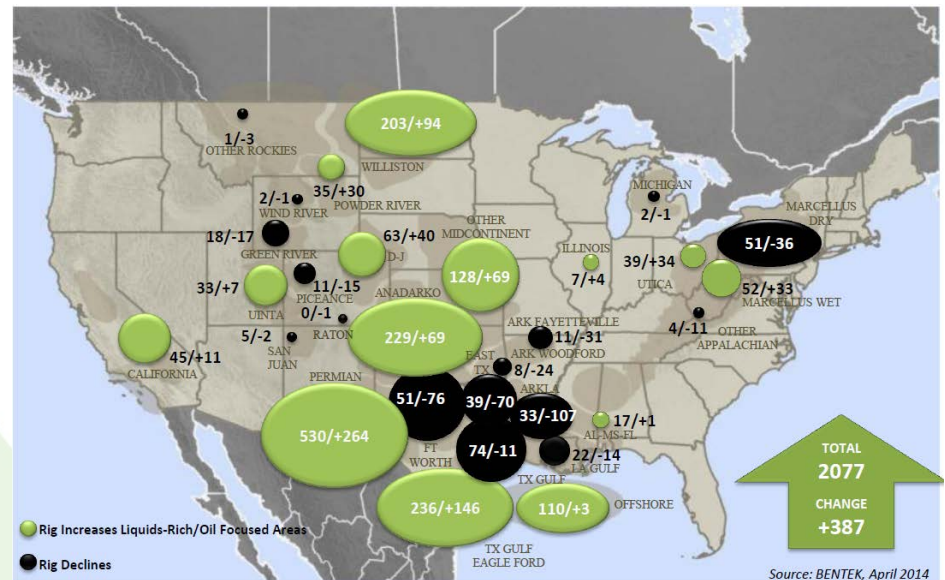 203/+94
1/-3
OTHER ROCKIES
WILLISTON
35/+30
POWDER RIVER
2/-1
WIND RIVER
MICHIGAN
2/-1
MARCELLUS
DRY
18/-17
GREEN RIVER
63/+40
D-J
OTHER
MIDCONTINENT
ILLINOIS
7/+4
39/+34
UTICA
51/-36
33/+7
UINTA
11/-15
PICEANCE
ANADARKO
128/+69
52/+33
MARCELLUS WET
0/-1
RATON
4/-11
OTHER
APPALACHIAN
45/+11
CALIFORNIA
5/-2
SAN
JUAN
229/+69
ARK FAYETTEVILLE
11/-31
ARK WOODFORD
EAST
TX
8/-24
PERMIAN
51/-76
39/-70
ARKLA
33/-107
17/+1
AL-MS-FL
530/+264
FT
WORTH
74/-11
22/-14
LA GULF
TX GULF
236/+146
110/+3
OFFSHORE
TX GULF
EAGLE FORD
TOTAL
2077
CHANGE
+387
Rig Increases Liquids-Rich/Oil Focused Areas
Rig Declines
Source: BENTEK, April 2014